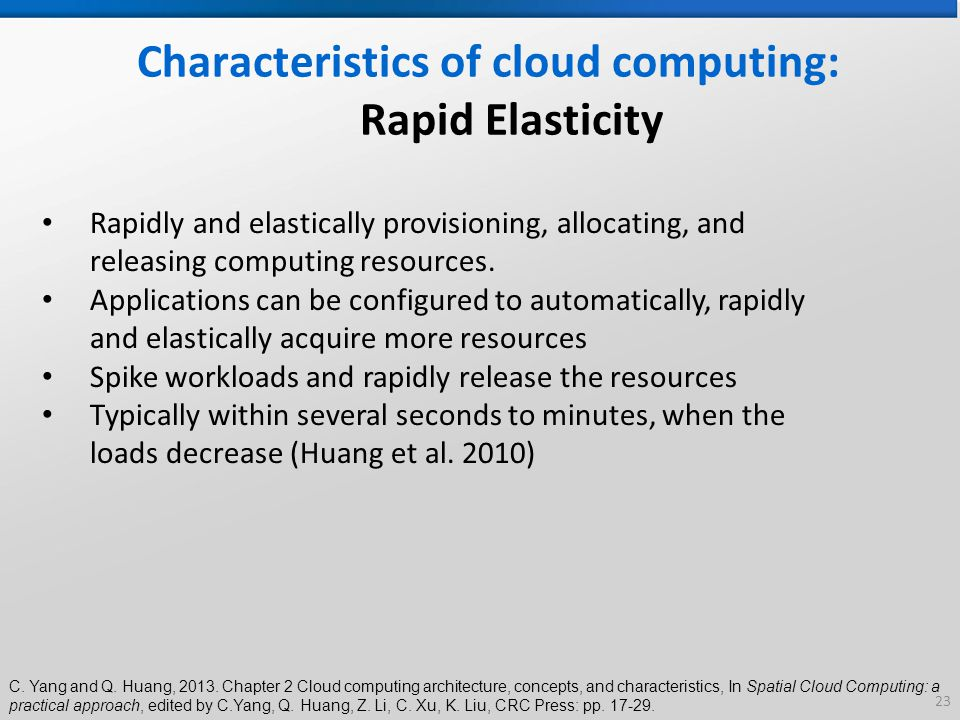 Characteristics of cloud computing:
Rapid Elasticity
• Rapidly and elastically provisioning, allocating, and
releasing computing resources.
• Applications can be configured to automatically, rapidly
and elastically acquire more resources
• Spike workloads and rapidly release the resources
• Typically within several seconds to minutes, when the
loads decrease (Huang et al. 2010)
C. Yang and Q. Huang, 2013. Chapter 2 Cloud computing architecture, concepts, and characteristics, In Spatial Cloud Computing: a
practical approach, edited by C.Yang, Q. Huang, Z. Li, C. Xu, K. Liu, CRC Press: pp. 17-29.
23